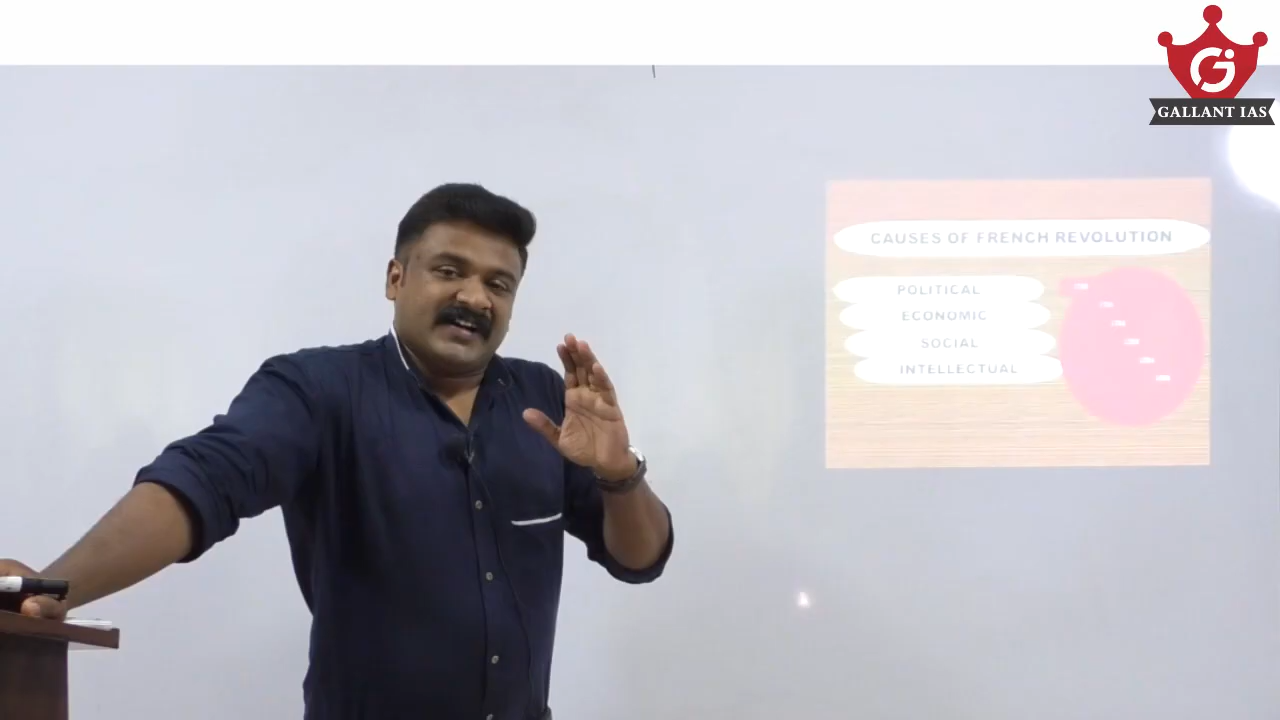 GALLANT IAS
CAUSES OF FRENCH REVOLUTION
POLITICAL
ECONOMIC
SOCIAL
INTELLECTUAL